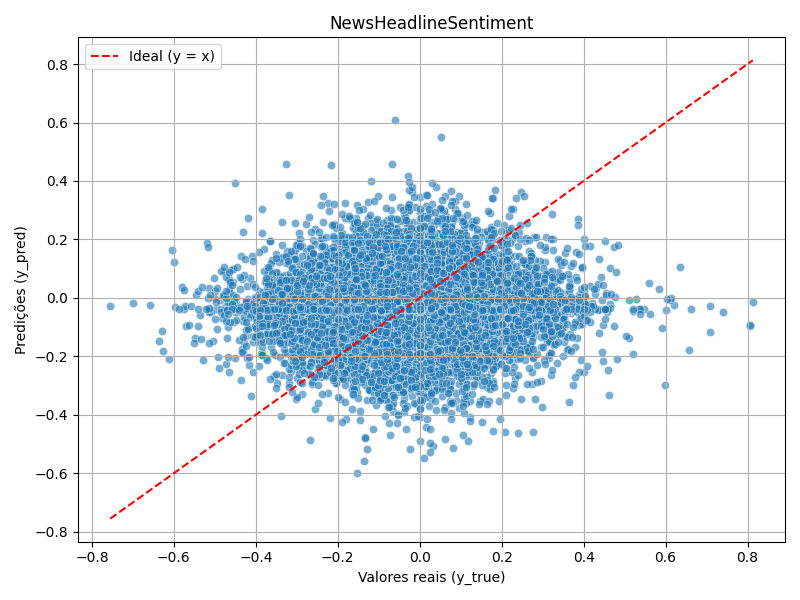 NewsHeadlineSentiment
Ideal (y = x)
Predições (y_pred)
0.8
0.6
0.4
0.2
0.0
−0.2
−0.4
−0.6
−0.8
−0.8 −0.6 −0.4 −0.2 0.0 0.2 0.4 0.6 0.8
Valores reais (y_true)